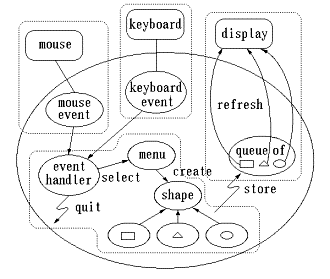 mouse
keyboard
display
mouse
event
keyboard
event
refresh
queue of
event
handler
select
menu
create
shape
store
quit